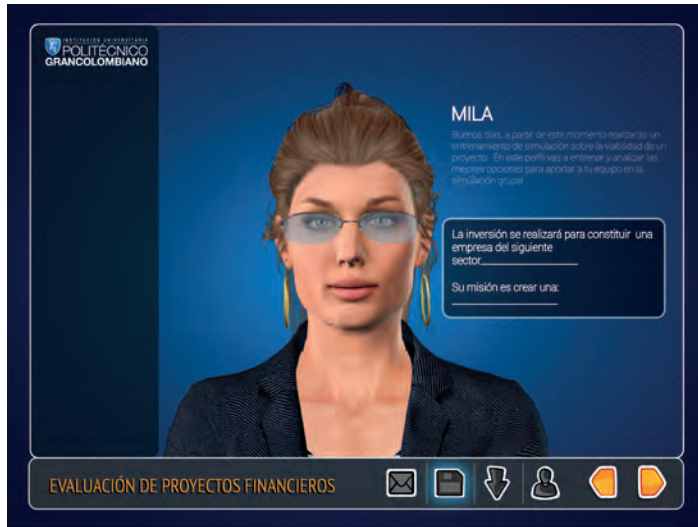 INSTITUCIÓN UNIVERSITARIA
POLITÉCNICO
GRANCOLOMBIANO
MILA
Buenos días, a partir de este momento realizarás un
entrenamiento de simulación sobre la viabilidad de un
proyecto. En este perfil vas a entrenar y analizar las
mejores opciones para aportar a tu equipo en la
simulación grupal
La inversión se realizará para constituir una
empresa del siguiente
sector_______________
Su misión es crear una:
________________
EVALUACIÓN DE PROYECTOS FINANCIEROS